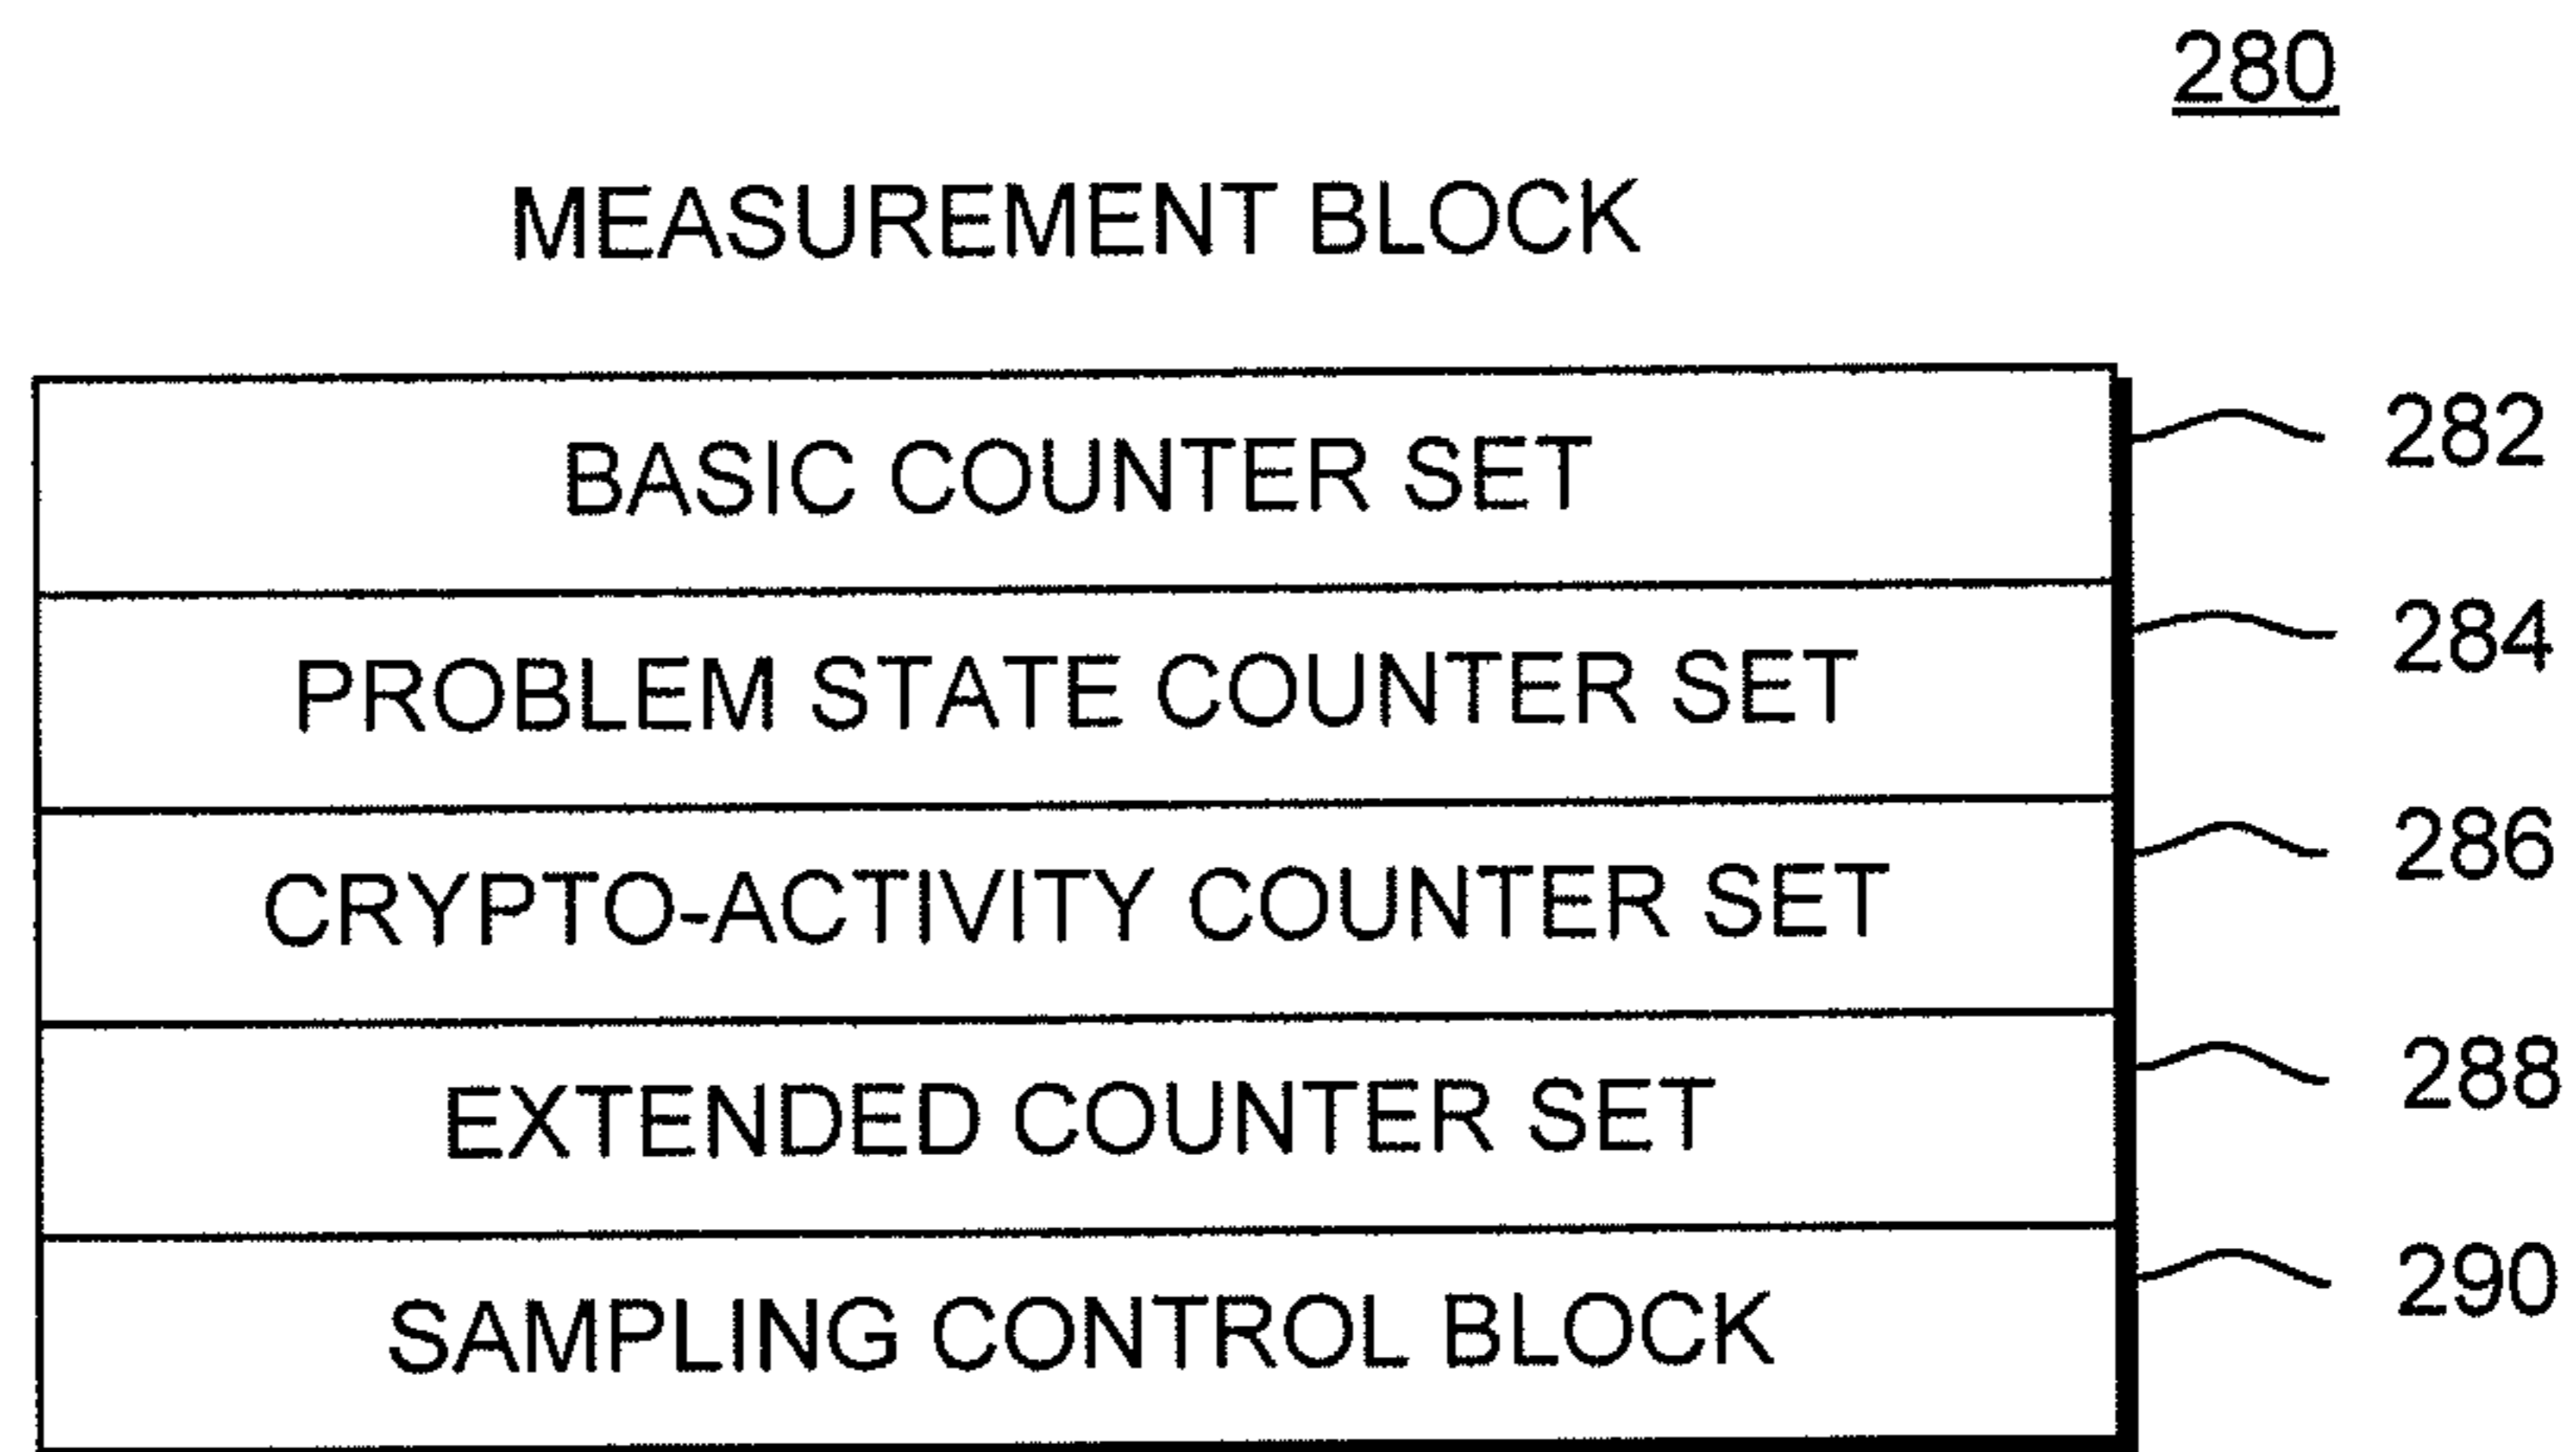 280
MEASUREMENT BLOCK
BASIC COUNTER SET 282
PROBLEM STATE COUNTER SET 284
CRYPTO-ACTIVITY COUNTER SET 286
EXTENDED COUNTER SET 288
SAMPLING CONTROL BLOCK 290